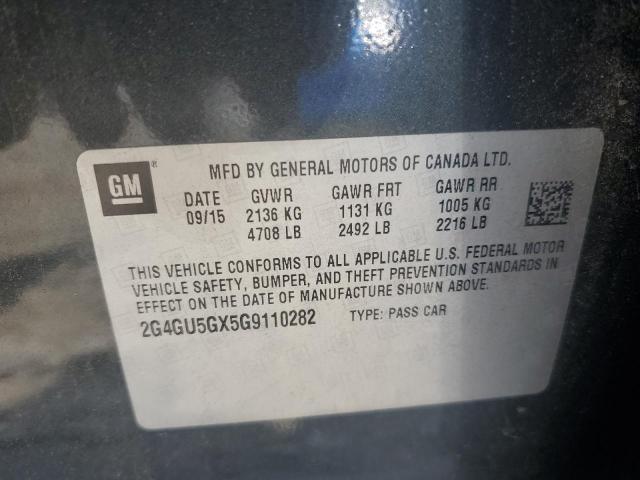 GM®
MFD BY GENERAL MOTORS OF CANADA LTD.
DATE GVWR GAWR FRT GAWR RR
09/15 2136 KG 1131 KG 1005 KG
4708 LB 2492 LB 2216 LB
THIS VEHICLE CONFORMS TO ALL APPLICABLE U.S. FEDERAL MOTOR
VEHICLE SAFETY, BUMPER, AND THEFT PREVENTION STANDARDS IN
EFFECT ON THE DATE OF MANUFACTURE SHOWN ABOVE.
2G4GU5GX5G9110282 TYPE: PASS CAR